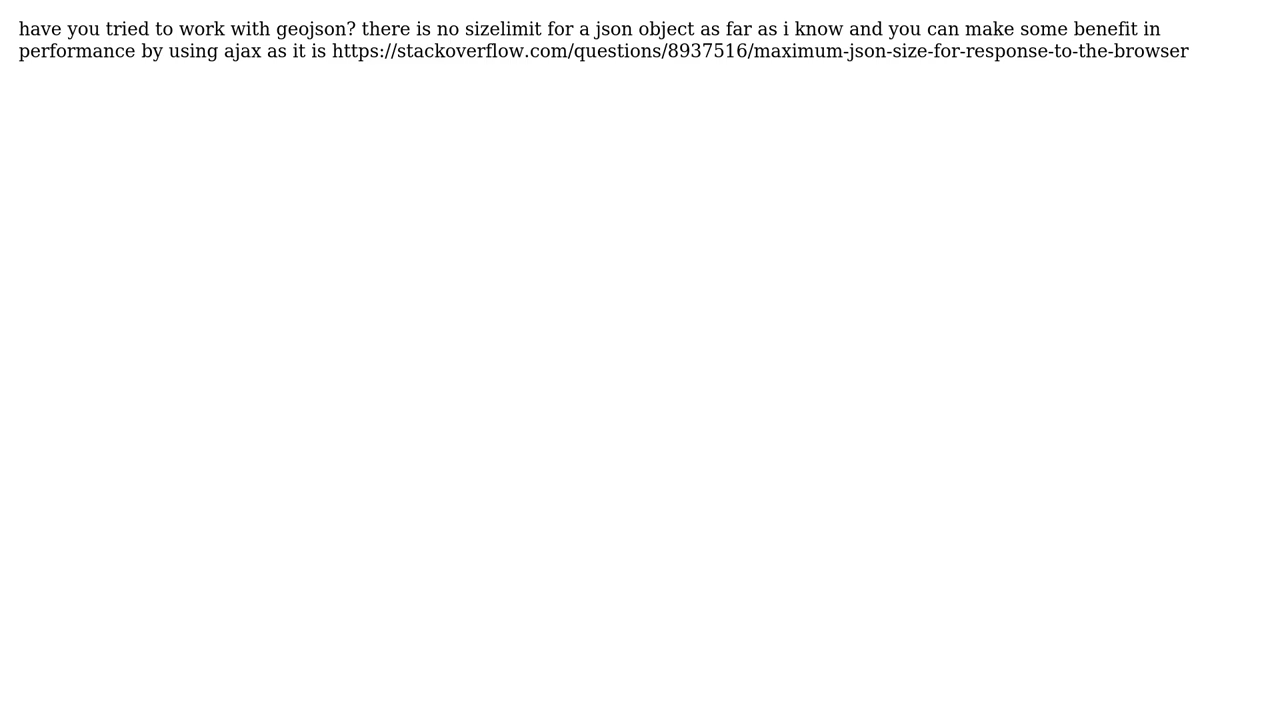 have you tried to work with geojson? there is no sizelimit for a json object as far as i know and you can make some benefit in
performance by using ajax as it is https://stackoverflow.com/questions/8937516/maximum-json-size-for-response-to-the-browser